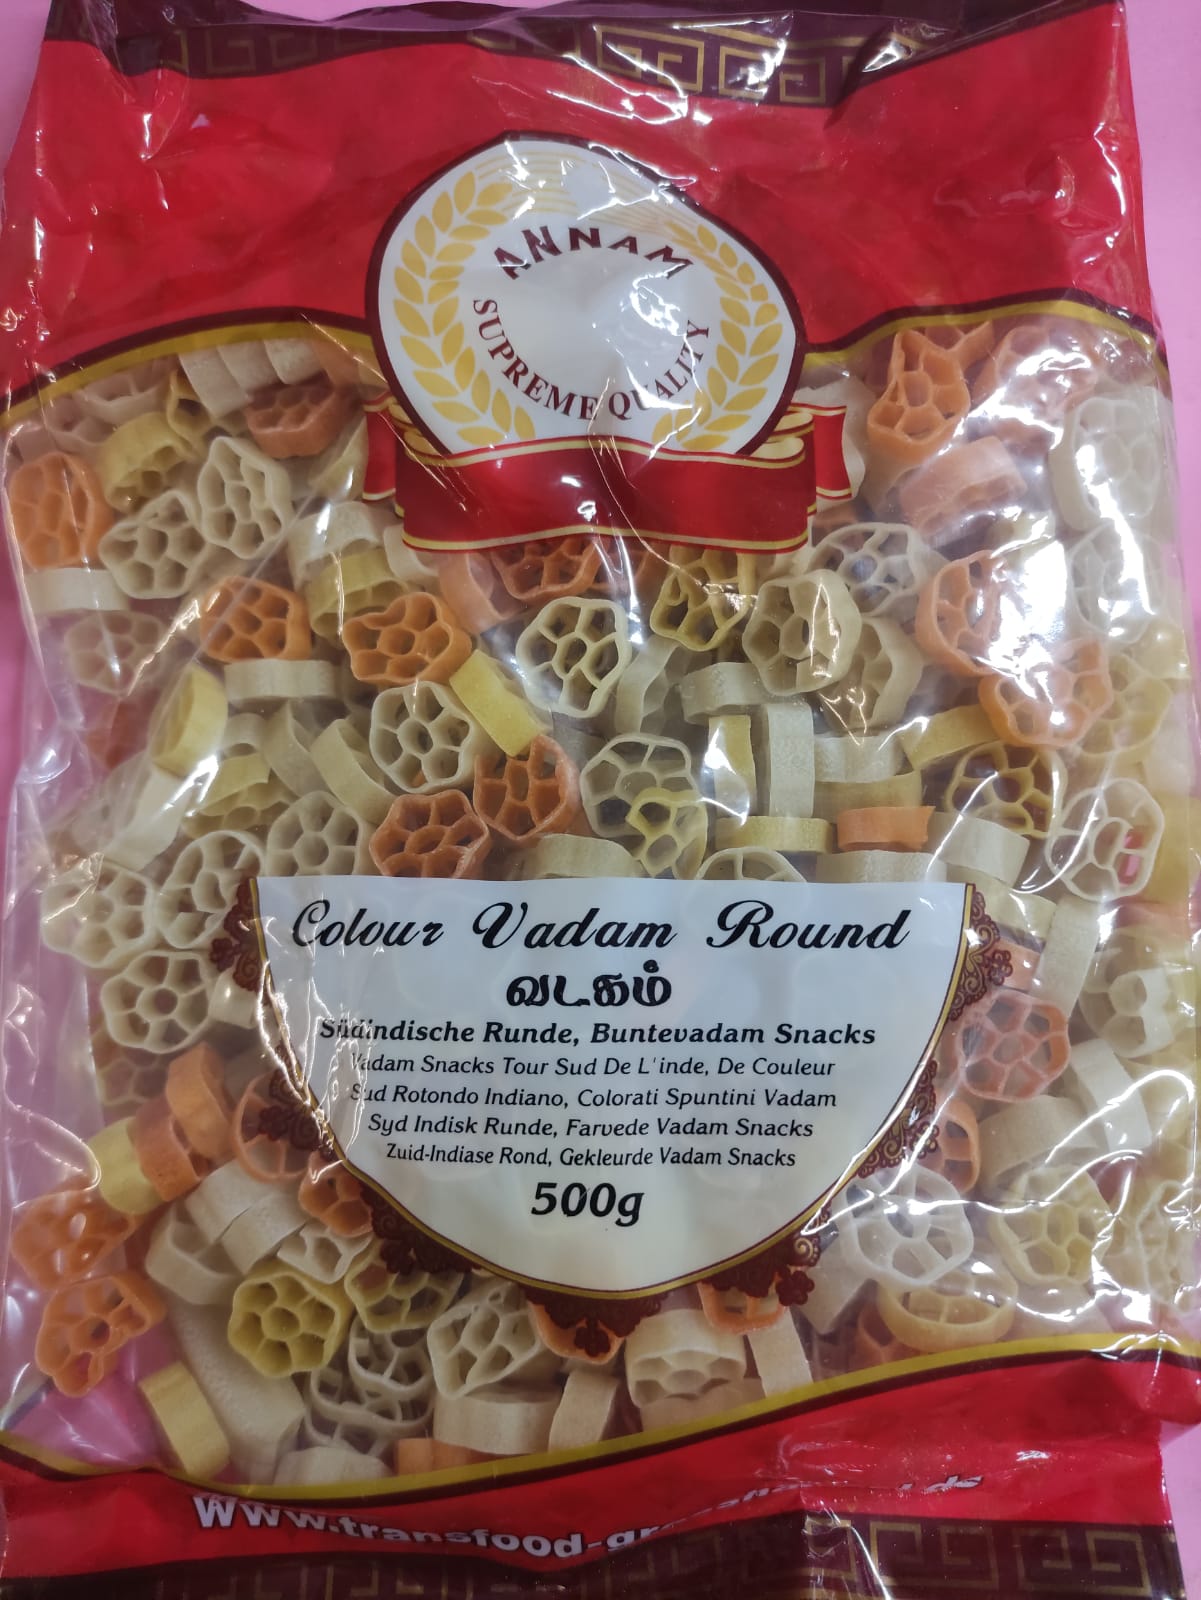 ANNAM
SUPREME QUALITY
Colour Vadam Round
வடகம்
Südindische Runde, Buntevadam Snacks
Vadam Snacks Tour Sud De L'inde, De Couleur
Sud Rotondo Indiano, Colorati Spuntini Vadam
Syd Indisk Runde, Farvede Vadam Snacks
Zuid-Indiase Rond, Gekleurde Vadam Snacks
500g